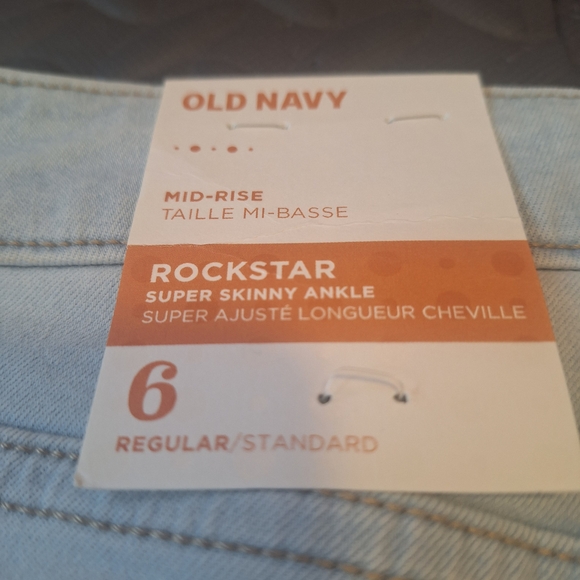 OLD NAVY
MID-RISE
TAILLE MI-BASSE
ROCKSTAR
SUPER SKINNY ANKLE
SUPER AJUSTÉ LONGUEUR CHEVILLE
6
REGULAR/STANDARD